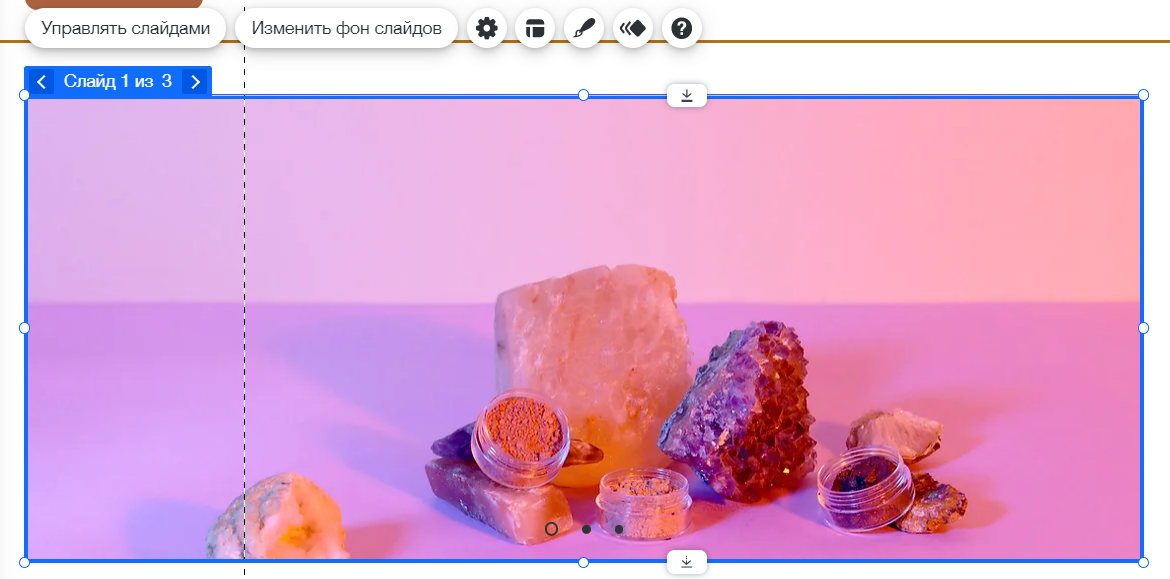 Управлять слайдами
Изменить фон слайдов
?
Слайд 1 из 3